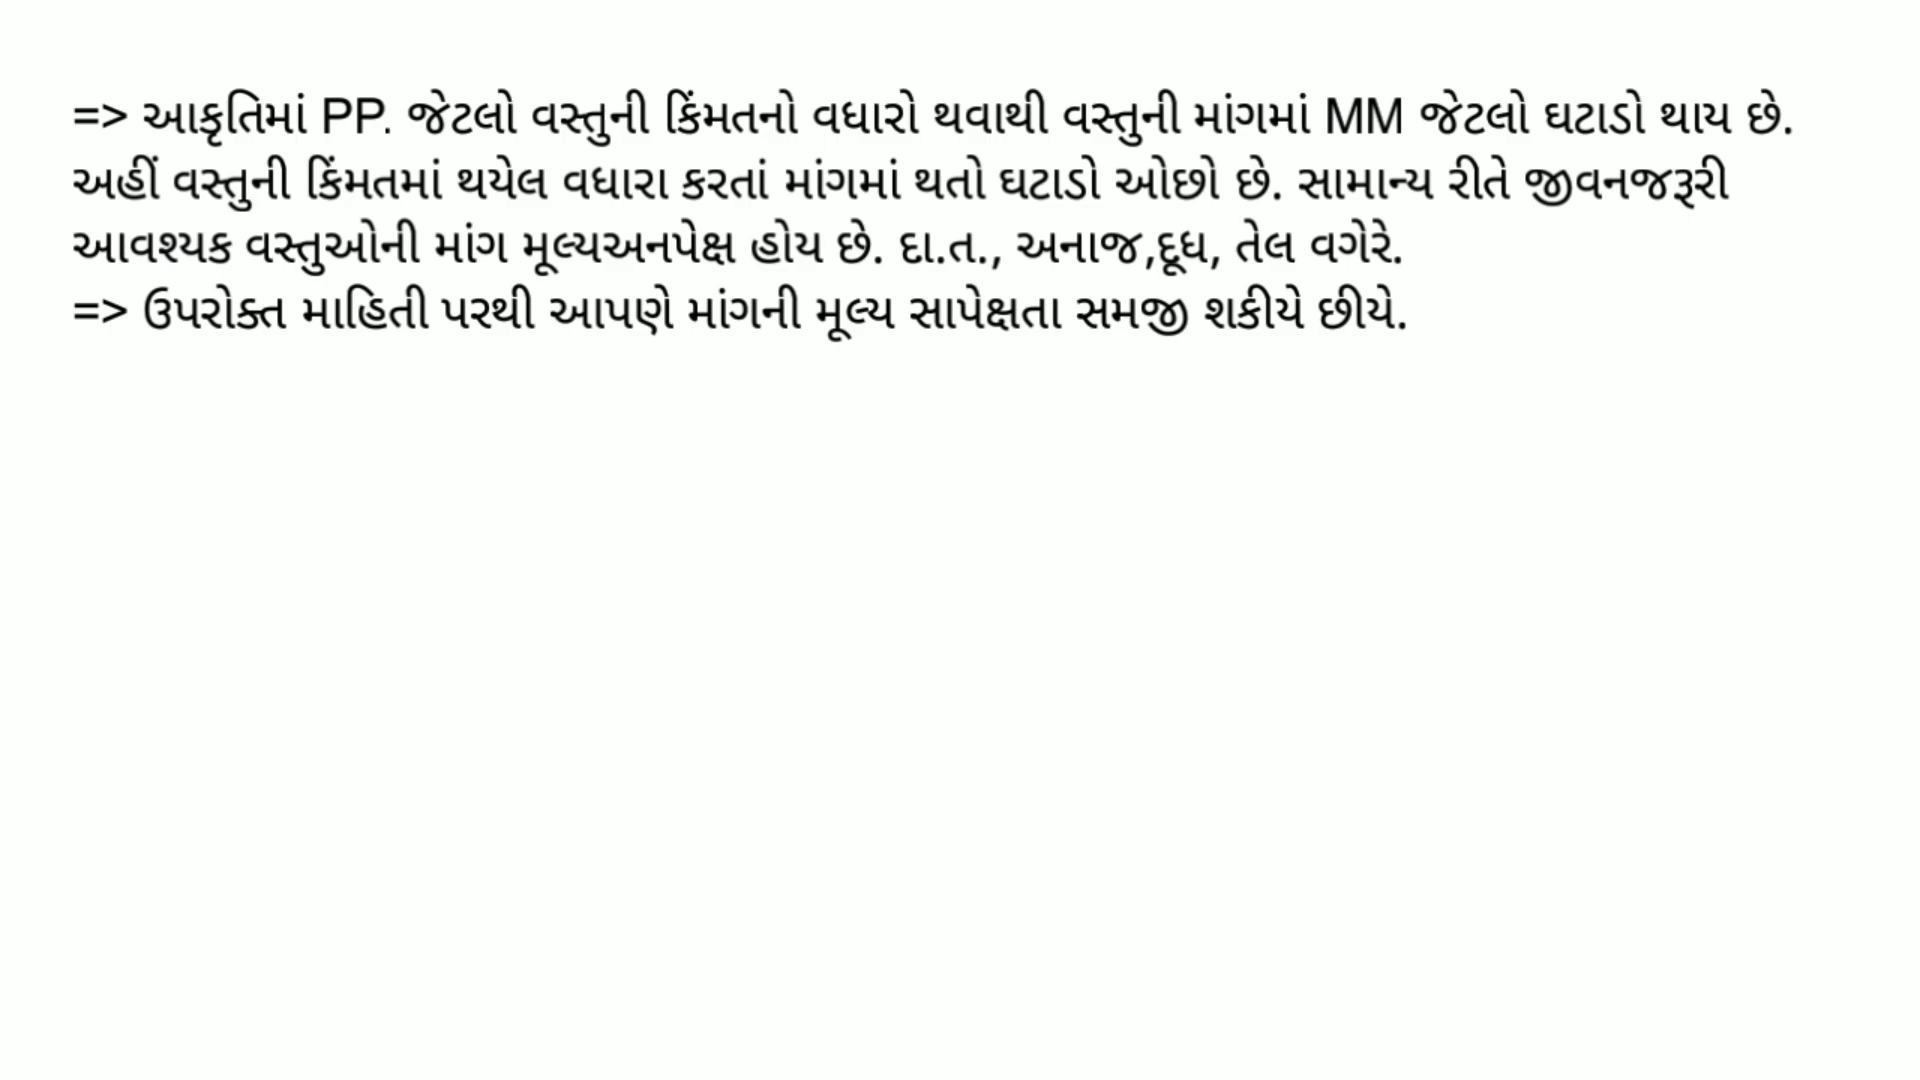 => આકૃતિમાં PP. જેટલો વસ્તુની કિંમતનો વધારો થવાથી વસ્તુની માંગમાં MM જેટલો ઘટાડો થાય છે.
અહીં વસ્તુની કિંમતમાં થયેલ વધારા કરતાં માંગમાં થતો ઘટાડો ઓછો છે. સામાન્ય રીતે જીવનજરૂરી
આવશ્યક વસ્તુઓની માંગ મૂલ્યઅનપેક્ષ હોય છે. દા.ત., અનાજ,દૂધ, તેલ વગેરે.
=> ઉપરોક્ત માહિતી પરથી આપણે માંગની મૂલ્ય સાપેક્ષતા સમજી શકીયે છીયે.